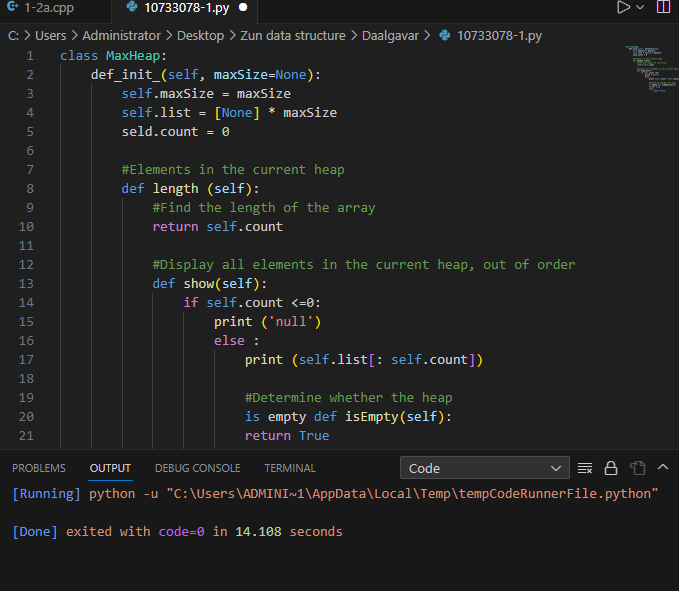 1-2a.cpp
10733078-1.py
C: > Users > Administrator > Desktop > Zun data structure > Daalgavar > 10733078-1.py
1 class MaxHeap:
2 def_init_(self, maxSize=None):
3 self.maxSize = maxSize
4 self.list = [None] * maxSize
5 seld.count = 0
6
7 #Elements in the current heap
8 def length (self):
9 #Find the length of the array
10 return self.count
11
12 #Display all elements in the current heap, out of order
13 def show(self):
14 if self.count <=0:
15 print ('null')
16 else :
17 print (self.list[: self.count])
18
19 #Determine whether the heap
20 is empty def isEmpty(self):
21 return True
PROBLEMS OUTPUT DEBUG CONSOLE TERMINAL Code
[Running] python -u "C:\Users\ADMINI~1\AppData\Local\Temp\tempCodeRunnerFile.python"
[Done] exited with code=0 in 14.108 seconds